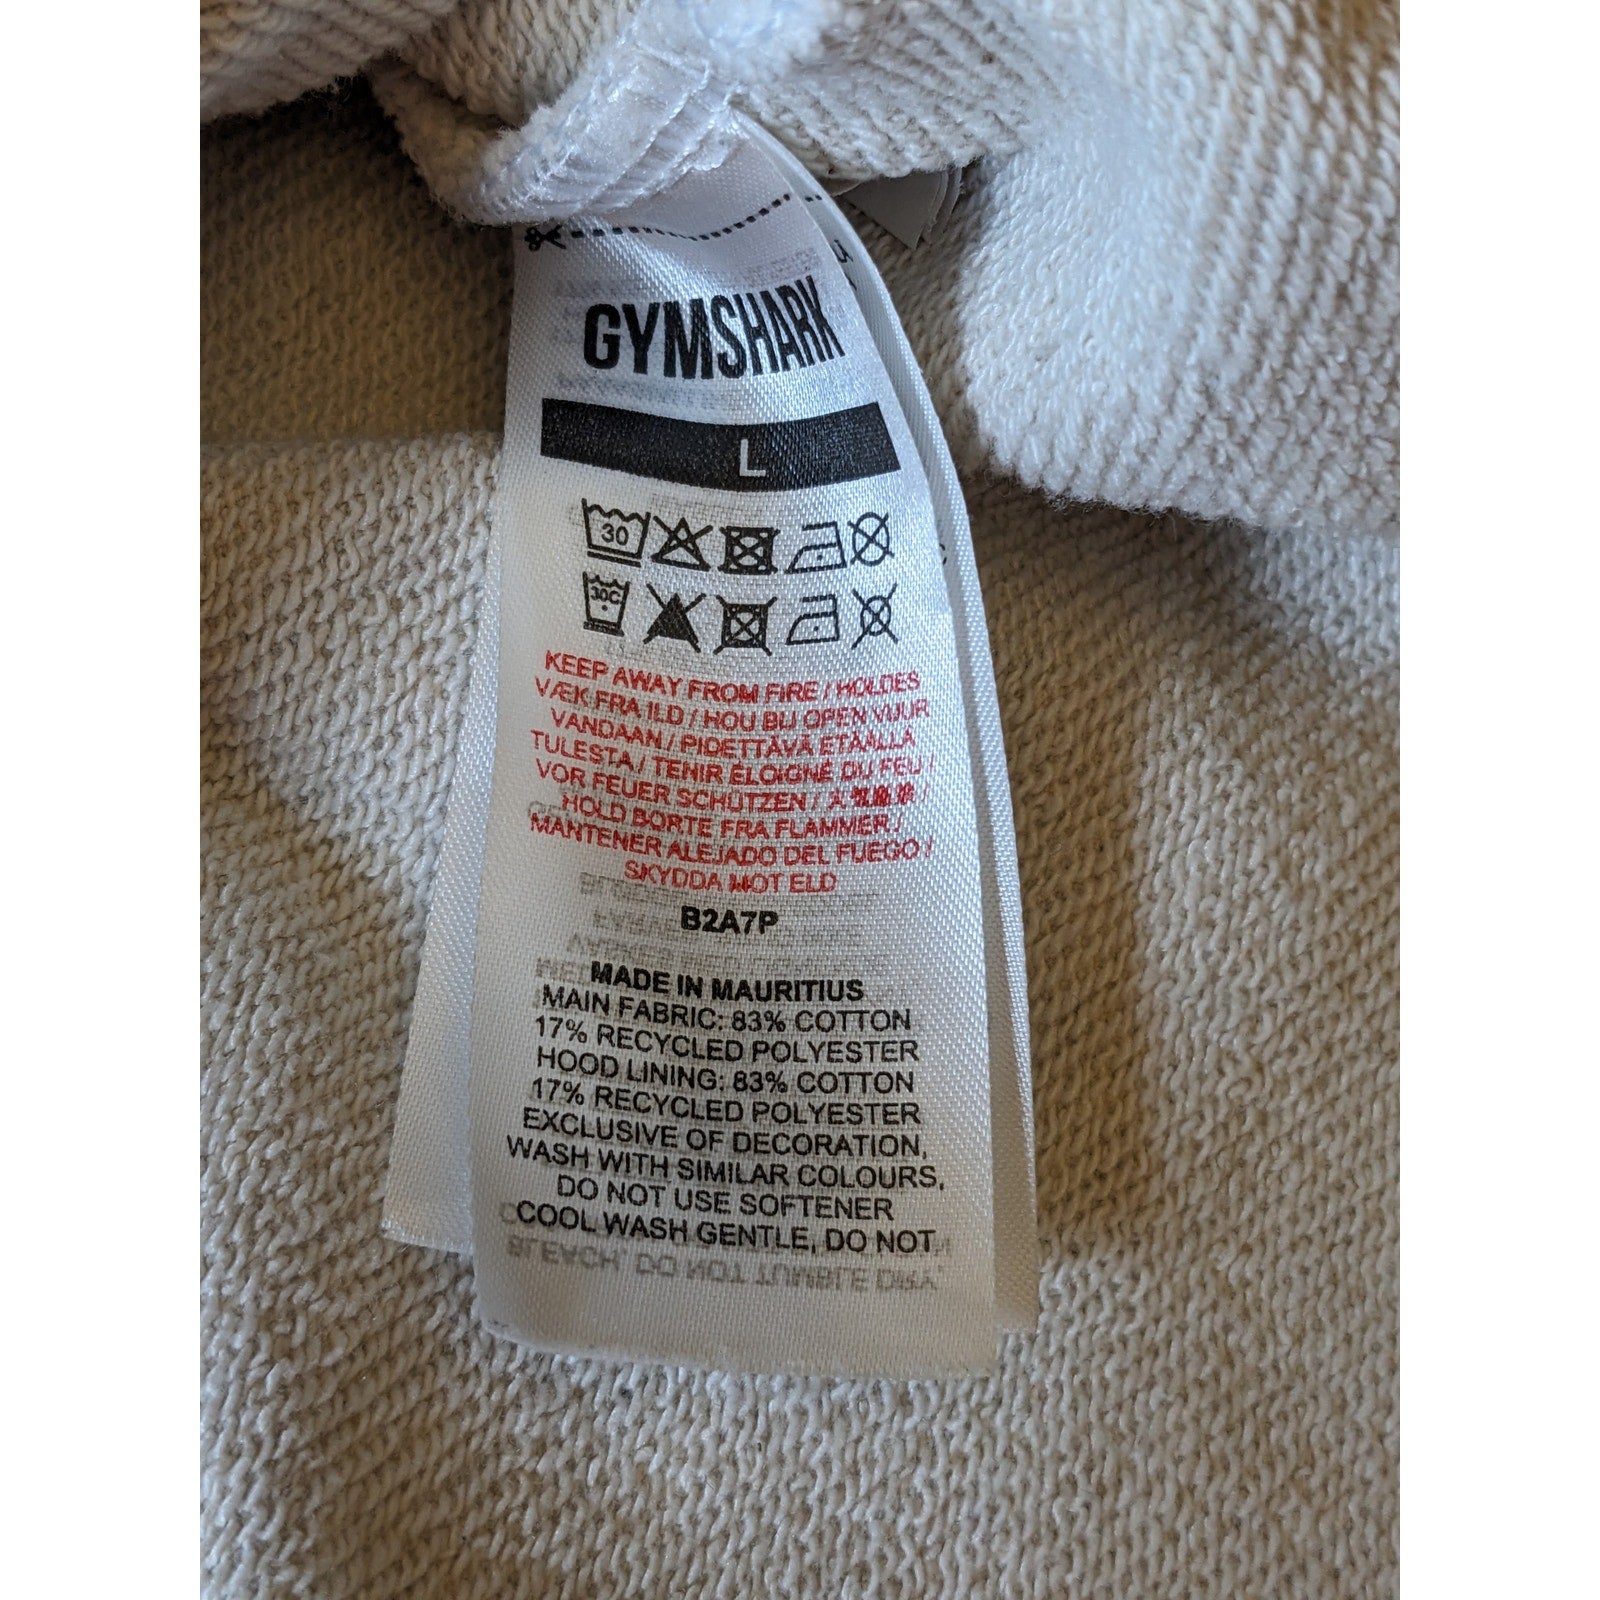 GYMSHARK
L
30
30C
KEEP AWAY FROM FIRE / HOLDES
VÆK FRA ILD / HOU BIJ OPEN VUUR
VANDAAN / PIDETTÄVÄ ETÄÄLLÄ
TULESTA / TENIR ÉLOIGNÉ DU FEU /
VOR FEUER SCHÜTZEN /
HOLD BORTE FRA FLAMMER /
MANTENER ALEJADO DEL FUEGO /
SKYDDA MOT ELD
B2A7P
MADE IN MAURITIUS
MAIN FABRIC: 83% COTTON
17% RECYCLED POLYESTER
HOOD LINING: 83% COTTON
17% RECYCLED POLYESTER
EXCLUSIVE OF DECORATION,
WASH WITH SIMILAR COLOURS,
DO NOT USE SOFTENER
COOL WASH GENTLE, DO NOT